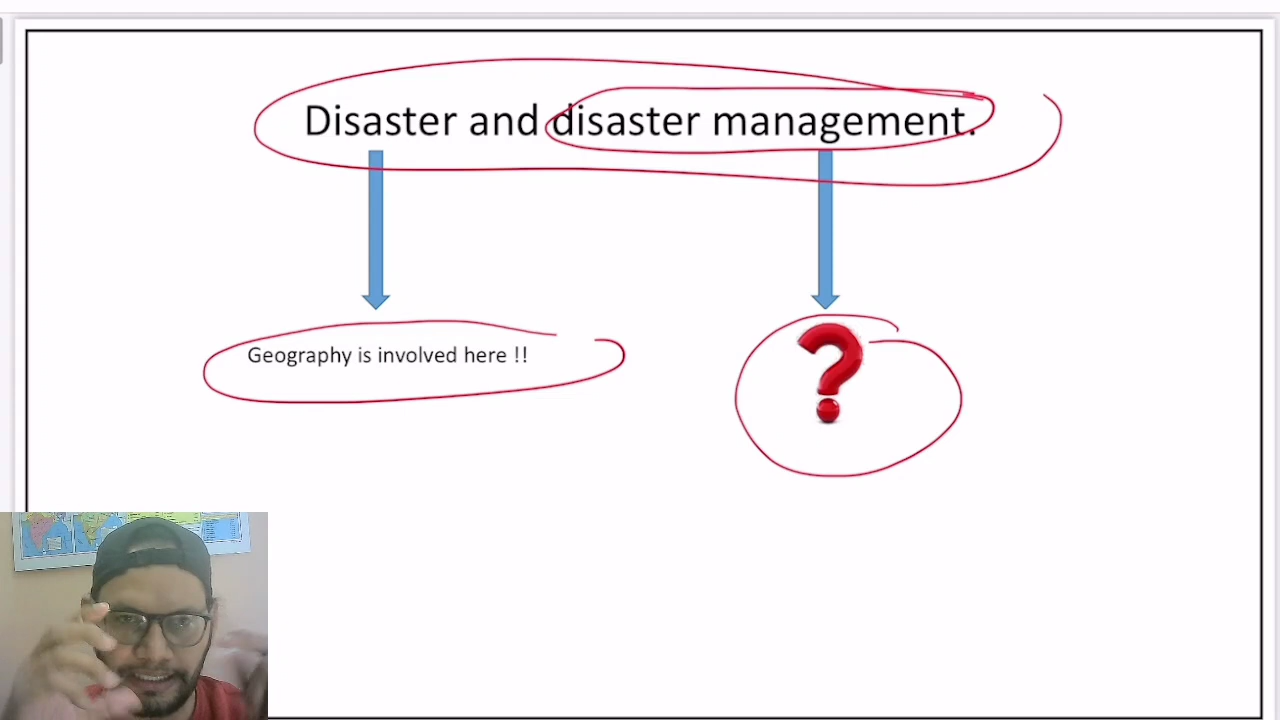 Disaster and disaster management.
Geography is involved here !!